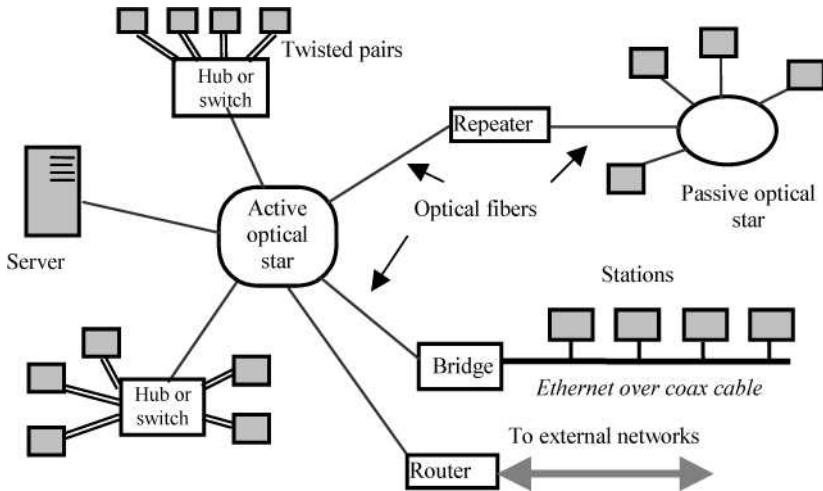 Twisted pairs
Hub or
switch
Repeater
Passive optical
star
Optical fibers
Active
optical
star
Server
Stations
Bridge
Ethernet over coax cable
Hub or
switch
To external networks
Router